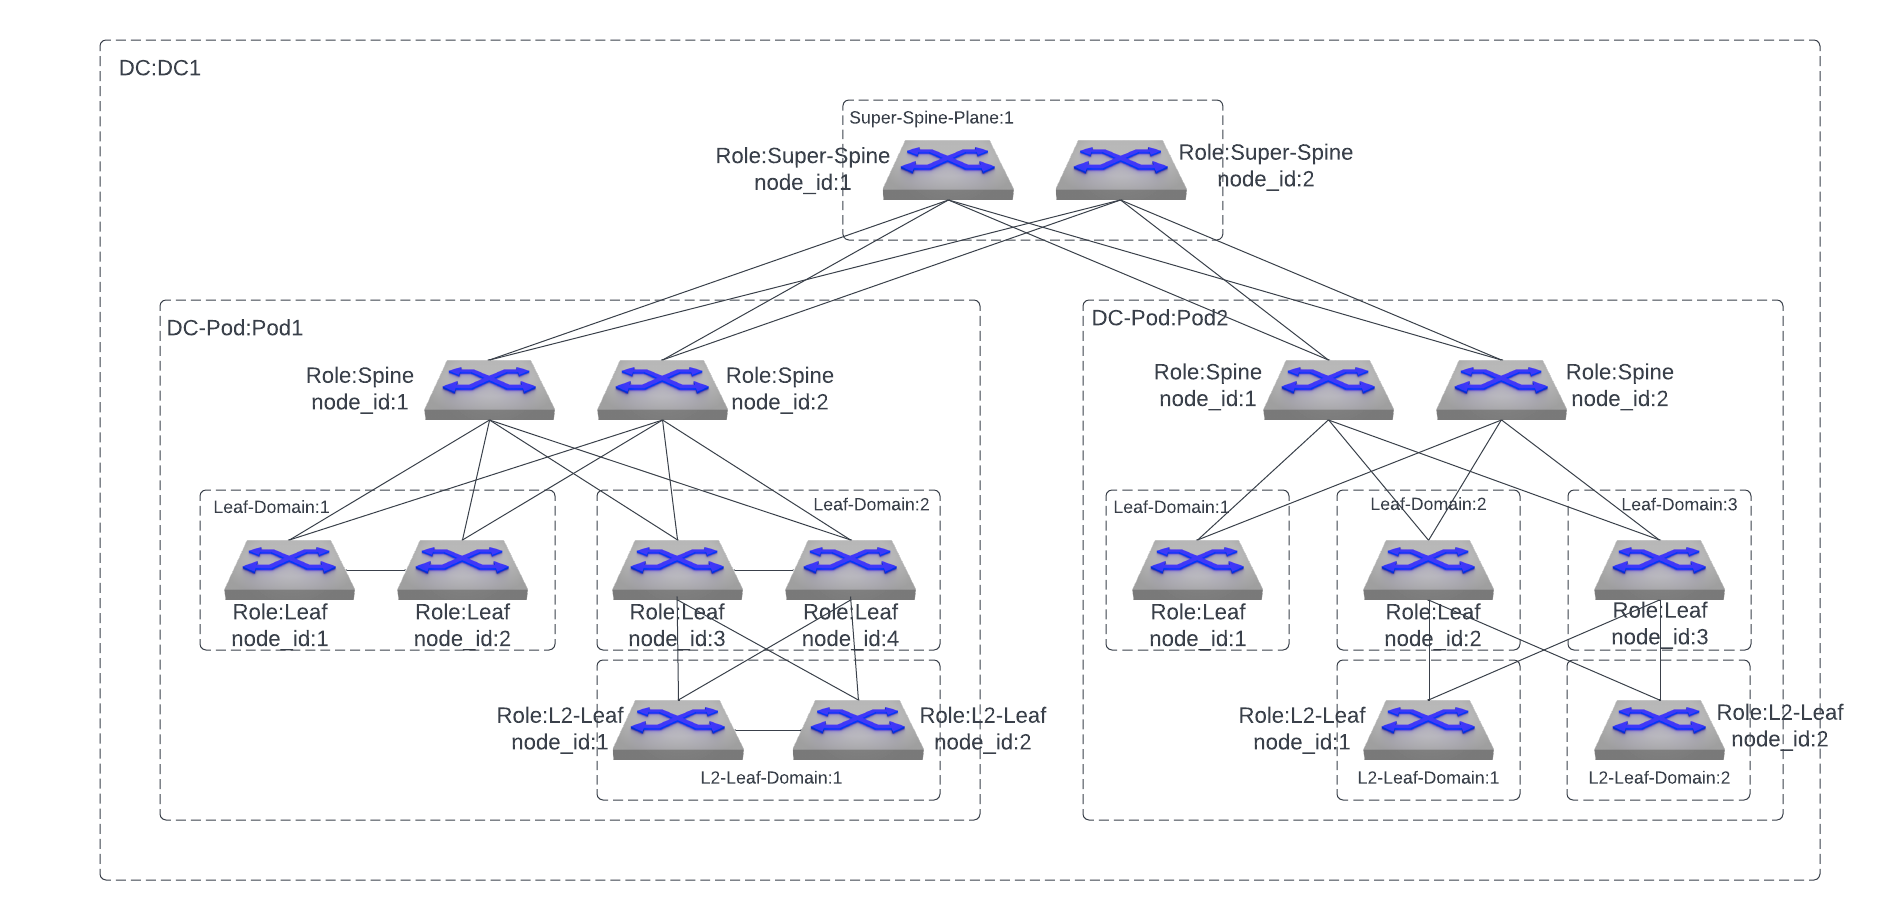 DC:DC1
Super-Spine-Plane:1
Role:Super-Spine
node_id:1
Role:Super-Spine
node_id:2
DC-Pod:Pod1
Role:Spine
node_id:1
Role:Spine
node_id:2
Leaf-Domain:1
Leaf-Domain:2
Role:Leaf
node_id:1
Role:Leaf
node_id:2
Role:Leaf
node_id:3
Role:Leaf
node_id:4
Role:L2-Leaf
node_id:1
Role:L2-Leaf
node_id:2
L2-Leaf-Domain:1
DC-Pod:Pod2
Role:Spine
node_id:1
Role:Spine
node_id:2
Leaf-Domain:1
Leaf-Domain:2
Leaf-Domain:3
Role:Leaf
node_id:1
Role:Leaf
node_id:2
Role:Leaf
node_id:3
Role:L2-Leaf
node_id:1
Role:L2-Leaf
node_id:2
L2-Leaf-Domain:1
L2-Leaf-Domain:2